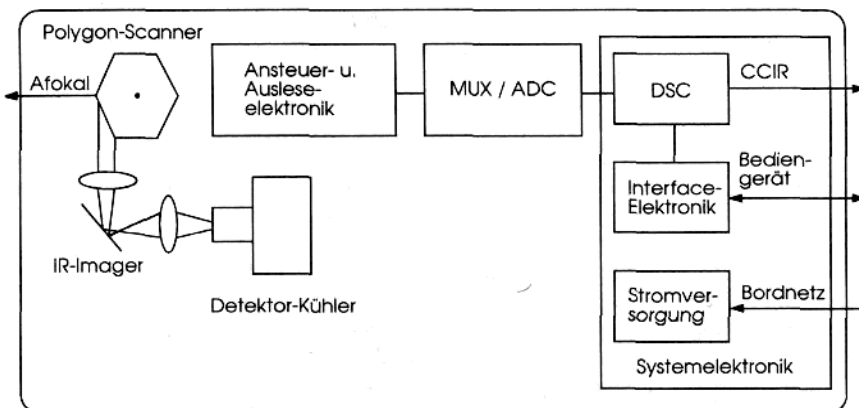 Polygon-Scanner
Afokal
Ansteuer- u.
Auslese-
elektronik
MUX / ADC
DSC
CCIR
Interface-
Elektronik
Bedien-
gerät
IR-Imager
Detektor-Kühler
Stromver-
sorgung
Bordnetz
Systemelektronik